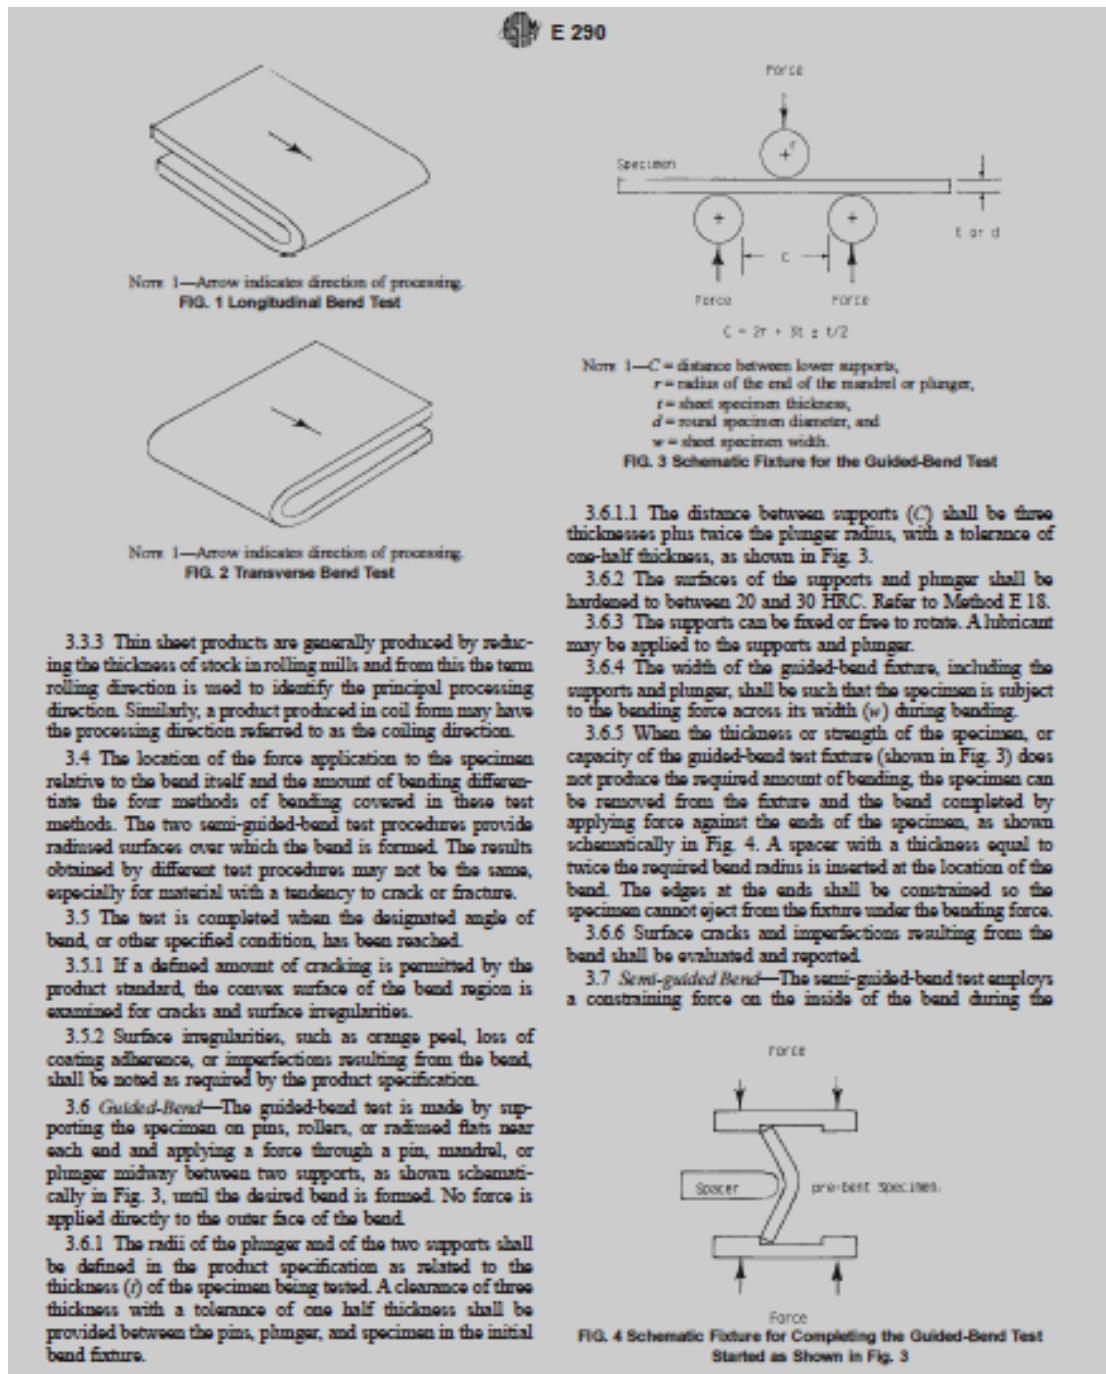 ASTM E 290
NOTE 1—Arrow indicates direction of processing.
FIG. 1 Longitudinal Bend Test
NOTE 1—Arrow indicates direction of processing.
FIG. 2 Transverse Bend Test
3.3.3 Thin sheet products are generally produced by reduc-
ing the thickness of stock in rolling mills and from this the term
rolling direction is used to identify the principal processing
direction. Similarly, a product produced in coil form may have
the processing direction referred to as the coiling direction.
3.4 The location of the force application to the specimen
relative to the bend itself and the amount of bending differen-
tiate the four methods of bending covered in these test
methods. The two semi-guided-bend test procedures provide
radiused surfaces over which the bend is formed. The results
obtained by different test procedures may not be the same,
especially for material with a tendency to crack or fracture.
3.5 The test is completed when the designated angle of
bend, or other specified condition, has been reached.
3.5.1 If a defined amount of cracking is permitted by the
product standard, the convex surface of the bend region is
examined for cracks and surface irregularities.
3.5.2 Surface irregularities, such as orange peel, loss of
coating adherence, or imperfections resulting from the bend,
shall be noted as required by the product specification.
3.6 Guided-Bend—The guided-bend test is made by sup-
porting the specimen on pins, rollers, or radiused flats near
each end and applying a force through a pin, mandrel, or
plunger midway between two supports, as shown schemati-
cally in Fig. 3, until the desired bend is formed. No force is
applied directly to the outer face of the bend.
3.6.1 The radii of the plunger and of the two supports shall
be defined in the product specification as related to the
thickness (t) of the specimen being tested. A clearance of three
thickness with a tolerance of one half thickness shall be
provided between the pins, plunger, and specimen in the initial
bend fixture.
Force
r
Specimen
t or d
C
Force Force
C = 2r + 3t ± t/2
NOTE 1—C = distance between lower supports,
r = radius of the end of the mandrel or plunger,
t = sheet specimen thickness,
d = round specimen diameter, and
w = sheet specimen width.
FIG. 3 Schematic Fixture for the Guided-Bend Test
3.6.1.1 The distance between supports (C) shall be three
thicknesses plus twice the plunger radius, with a tolerance of
one-half thickness, as shown in Fig. 3.
3.6.2 The surfaces of the supports and plunger shall be
hardened to between 20 and 30 HRC. Refer to Method E 18.
3.6.3 The supports can be fixed or free to rotate. A lubricant
may be applied to the supports and plunger.
3.6.4 The width of the guided-bend fixture, including the
supports and plunger, shall be such that the specimen is subject
to the bending force across its width (w) during bending.
3.6.5 When the thickness or strength of the specimen, or
capacity of the guided-bend test fixture (shown in Fig. 3) does
not produce the required amount of bending, the specimen can
be removed from the fixture and the bend completed by
applying force against the ends of the specimen, as shown
schematically in Fig. 4. A spacer with a thickness equal to
twice the required bend radius is inserted at the location of the
bend. The edges at the ends shall be constrained so the
specimen cannot eject from the fixture under the bending force.
3.6.6 Surface cracks and imperfections resulting from the
bend shall be evaluated and reported.
3.7 Semi-guided Bend—The semi-guided-bend test employs
a constraining force on the inside of the bend during the
Force
Spacer
pre-bent Specimen.
Force
FIG. 4 Schematic Fixture for Completing the Guided-Bend Test
Started as Shown in Fig. 3